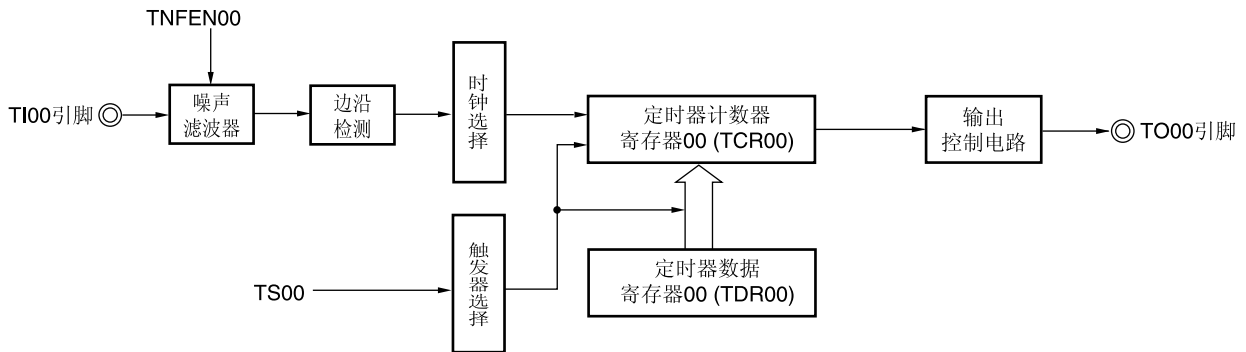 TNFEN00
TI00引脚
噪声
滤波器
边沿
检测
时钟选择
定时器计数器
寄存器00 (TCR00)
输出
控制电路
TO00引脚
TS00
触发器选择
定时器数据
寄存器00 (TDR00)